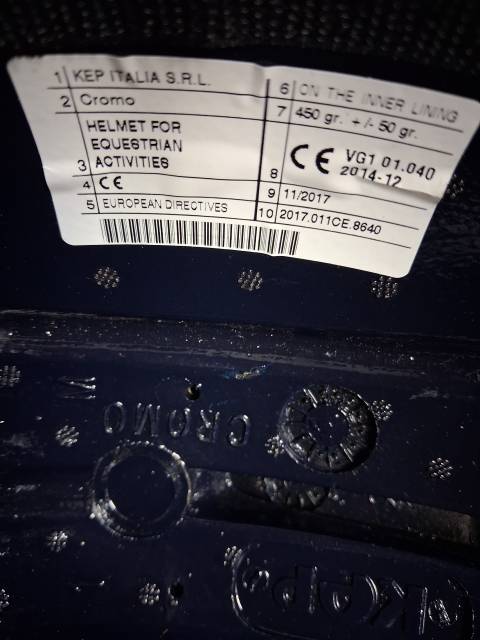 1 KEP ITALIA S.R.L.
2 Cromo
3 HELMET FOR
EQUESTRIAN
ACTIVITIES
4 CE
5 EUROPEAN DIRECTIVES
6 ON THE INNER LINING
7 450 gr. +/- 50 gr.
8 CE VG1 01.040
2014-12
9 11/2017
10 2017.011CE.8640
CROMO